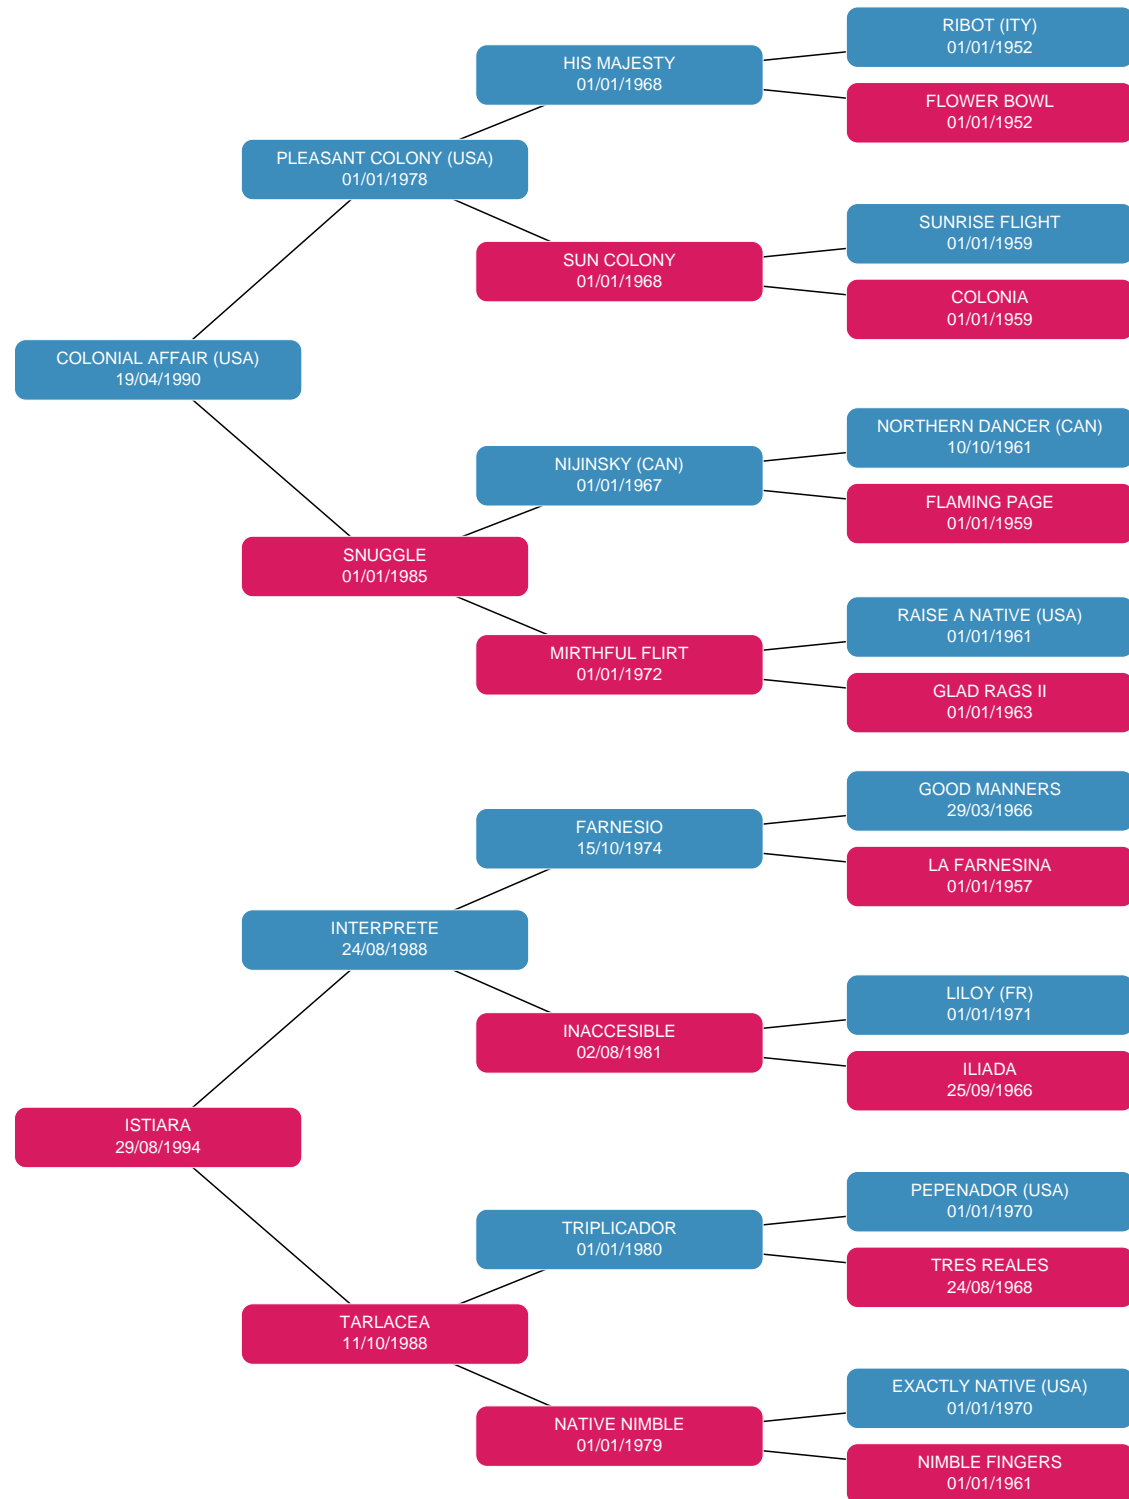 RIBOT (ITY)
01/01/1952
HIS MAJESTY
01/01/1968
FLOWER BOWL
01/01/1952
PLEASANT COLONY (USA)
01/01/1978
SUNRISE FLIGHT
01/01/1959
SUN COLONY
01/01/1968
COLONIA
01/01/1959
COLONIAL AFFAIR (USA)
19/04/1990
NORTHERN DANCER (CAN)
10/10/1961
NIJINSKY (CAN)
01/01/1967
FLAMING PAGE
01/01/1959
SNUGGLE
01/01/1985
RAISE A NATIVE (USA)
01/01/1961
MIRTHFUL FLIRT
01/01/1972
GLAD RAGS II
01/01/1963
GOOD MANNERS
29/03/1966
FARNESIO
15/10/1974
LA FARNESINA
01/01/1957
INTERPRETE
24/08/1988
LILOY (FR)
01/01/1971
INACCESIBLE
02/08/1981
ILIADA
25/09/1966
ISTIARA
29/08/1994
PEPENADOR (USA)
01/01/1970
TRIPLICADOR
01/01/1980
TRES REALES
24/08/1968
TARLACEA
11/10/1988
EXACTLY NATIVE (USA)
01/01/1970
NATIVE NIMBLE
01/01/1979
NIMBLE FINGERS
01/01/1961